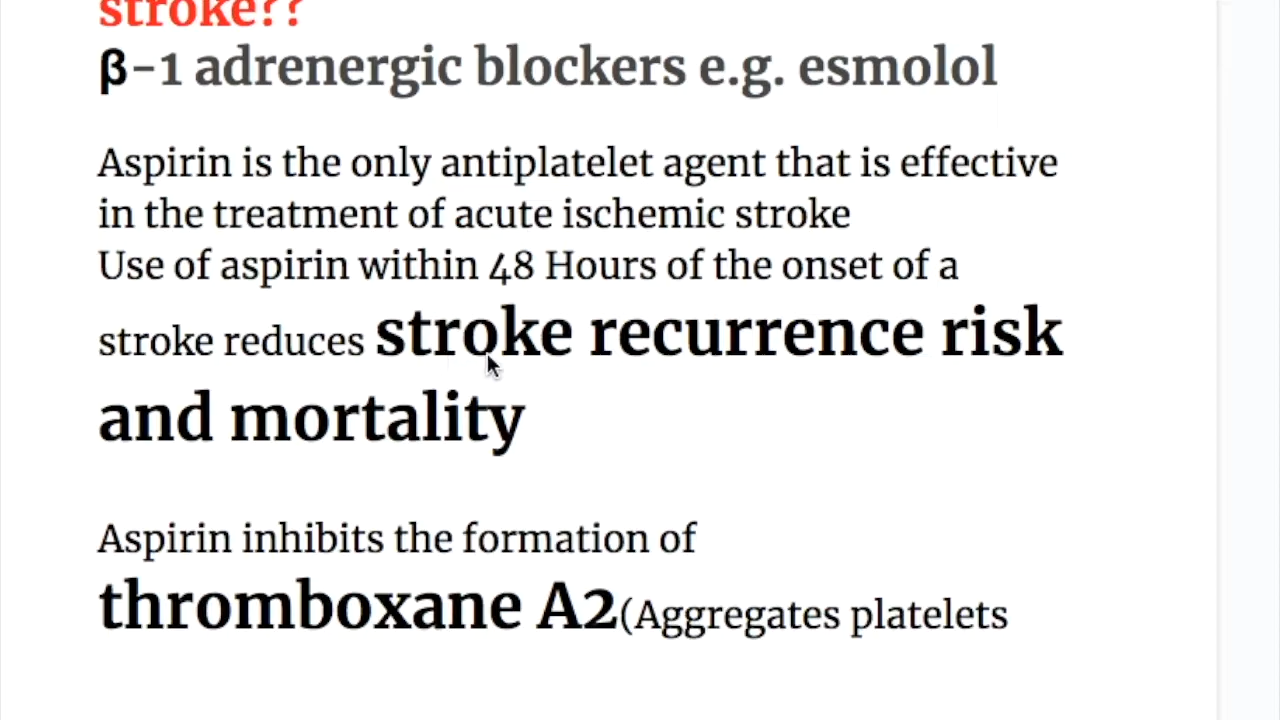 stroke??
β-1 adrenergic blockers e.g. esmolol
Aspirin is the only antiplatelet agent that is effective
in the treatment of acute ischemic stroke
Use of aspirin within 48 Hours of the onset of a
stroke reduces stroke recurrence risk
and mortality
Aspirin inhibits the formation of
thromboxane A2(Aggregates platelets